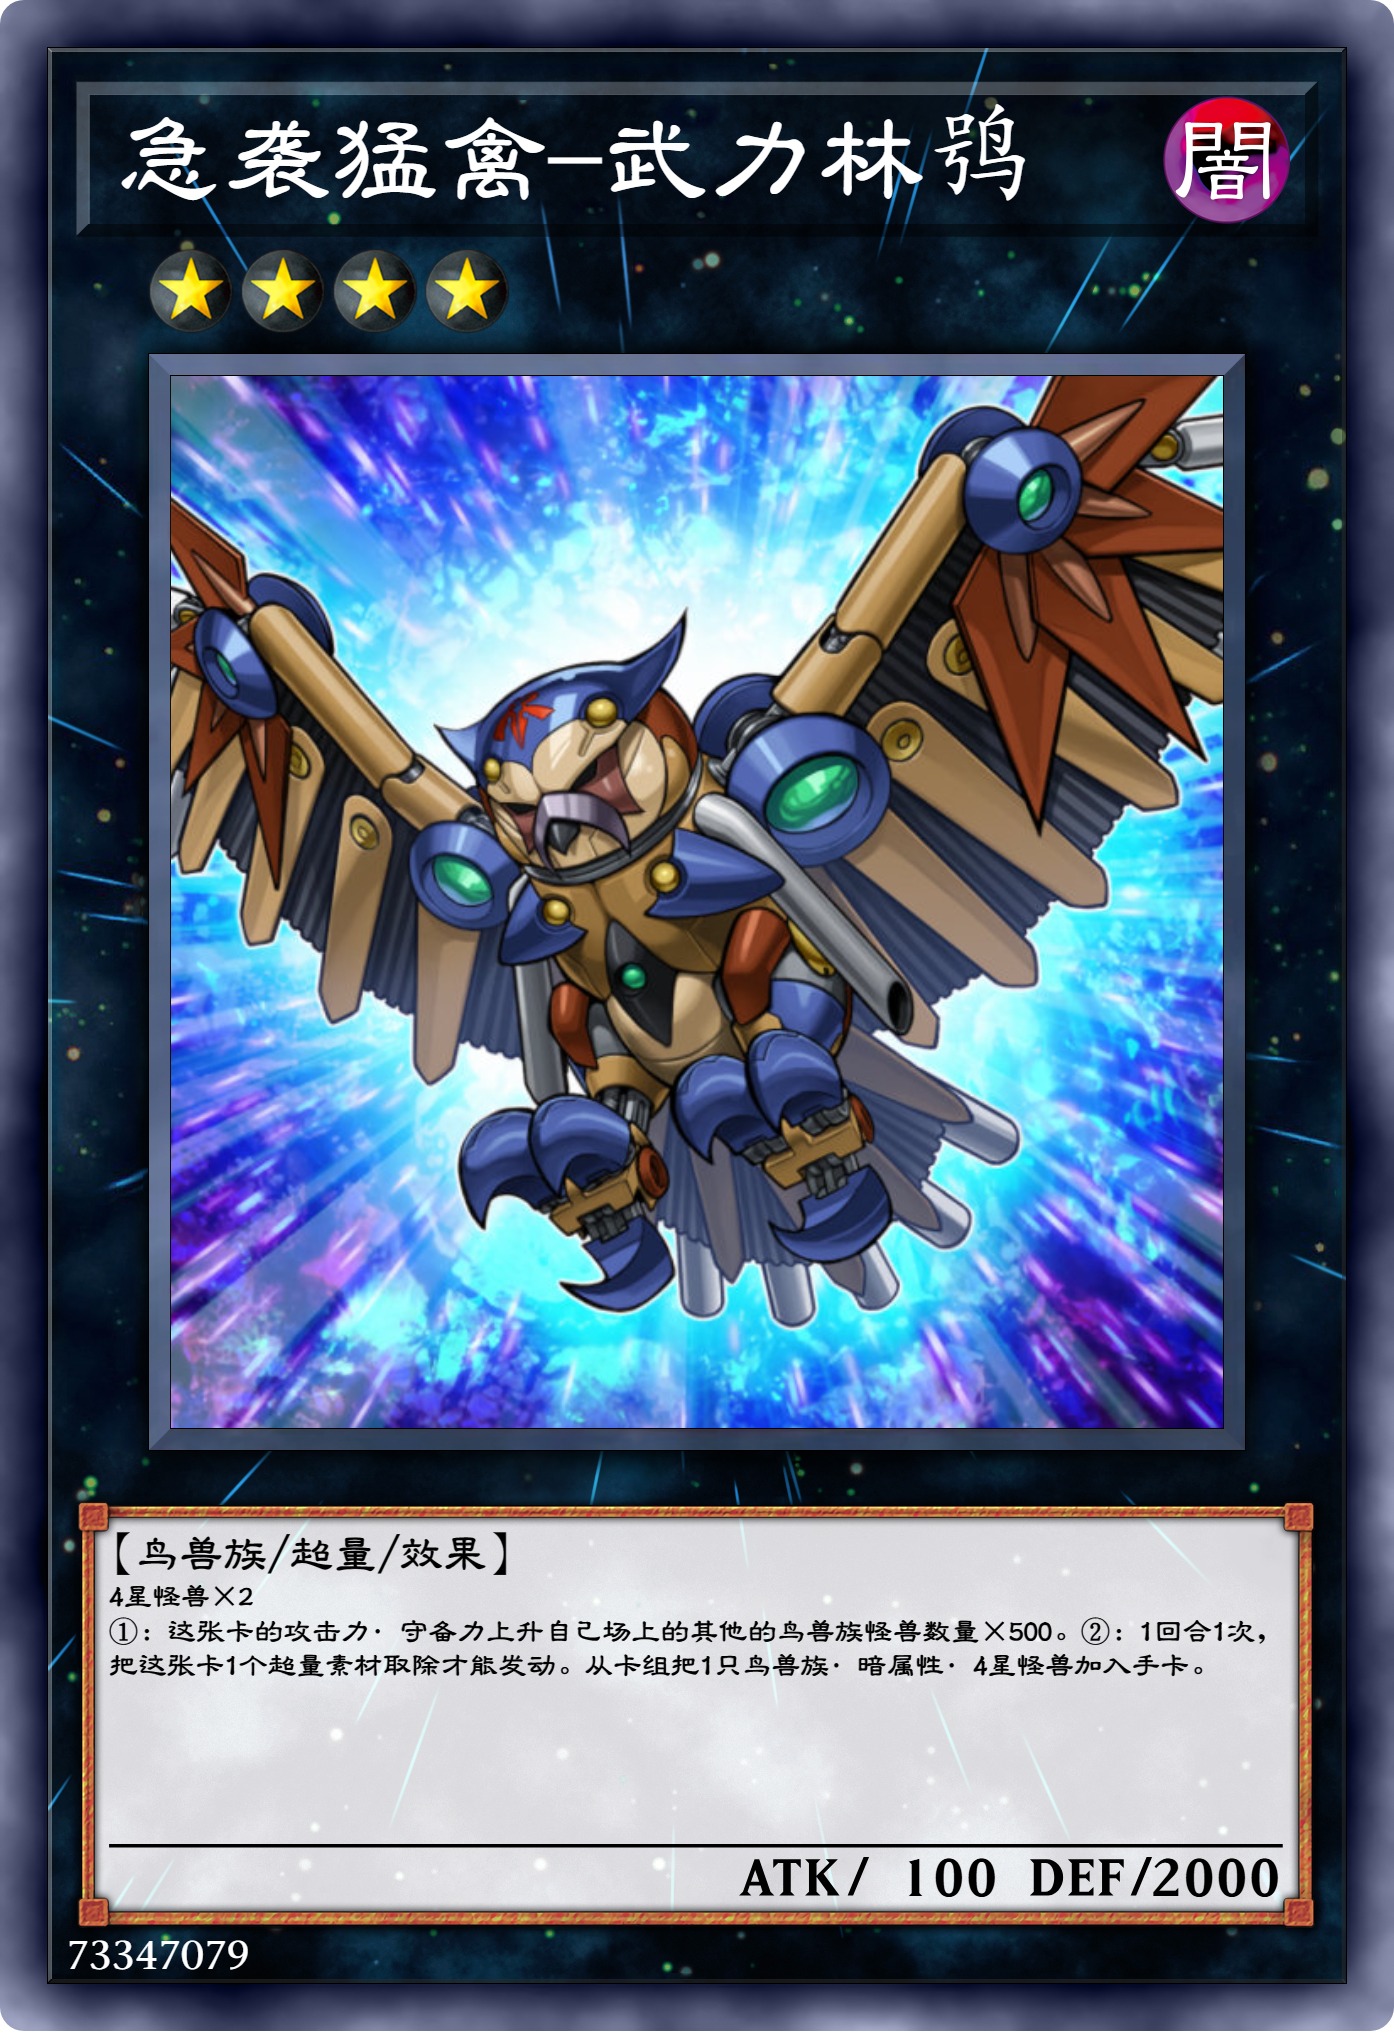 急袭猛禽-武力林鸮
闇
【鸟兽族/超量/效果】
4星怪兽×2
①：这张卡的攻击力·守备力上升自己场上的其他的鸟兽族怪兽数量×500。②：1回合1次，
把这张卡1个超量素材取除才能发动。从卡组把1只鸟兽族·暗属性·4星怪兽加入手卡。
ATK/ 100 DEF/2000
73347079